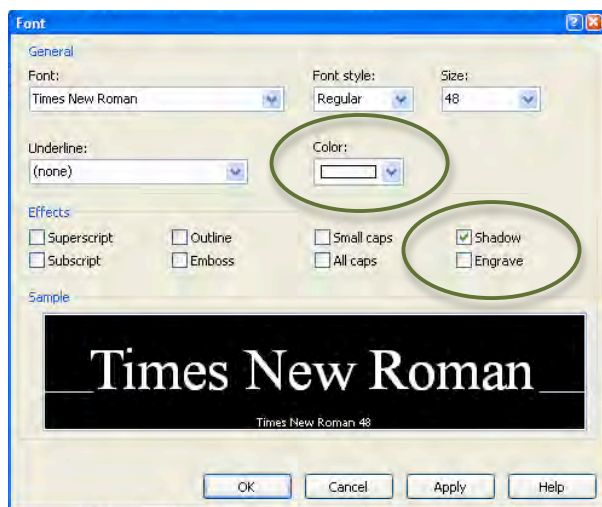 Font
General
Font: Font style: Size:
Times New Roman Regular 48
Underline: Color:
(none)
Effects
Superscript Outline Small caps Shadow
Subscript Emboss All caps Engrave
Sample
Times New Roman
Times New Roman 48
OK Cancel Apply Help